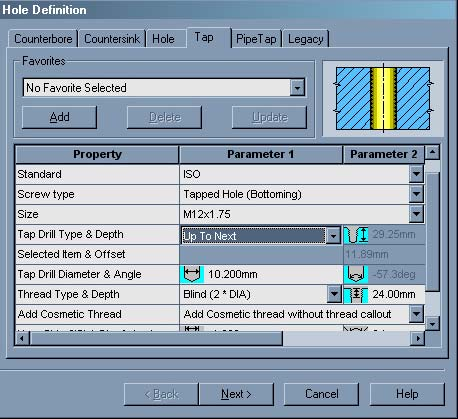 Hole Definition
Counterbore Countersink Hole Tap PipeTap Legacy
Favorites
No Favorite Selected
Add Delete Update
Property Parameter 1 Parameter 2
Standard ISO
Screw type Tapped Hole (Bottoming)
Size M12x1.75
Tap Drill Type & Depth Up To Next 29.25mm
Selected Item & Offset 11.89mm
Tap Drill Diameter & Angle 10.200mm -57.3deg
Thread Type & Depth Blind (2 * DIA) 24.00mm
Add Cosmetic Thread Add Cosmetic thread without thread callout
< Back Next > Cancel Help